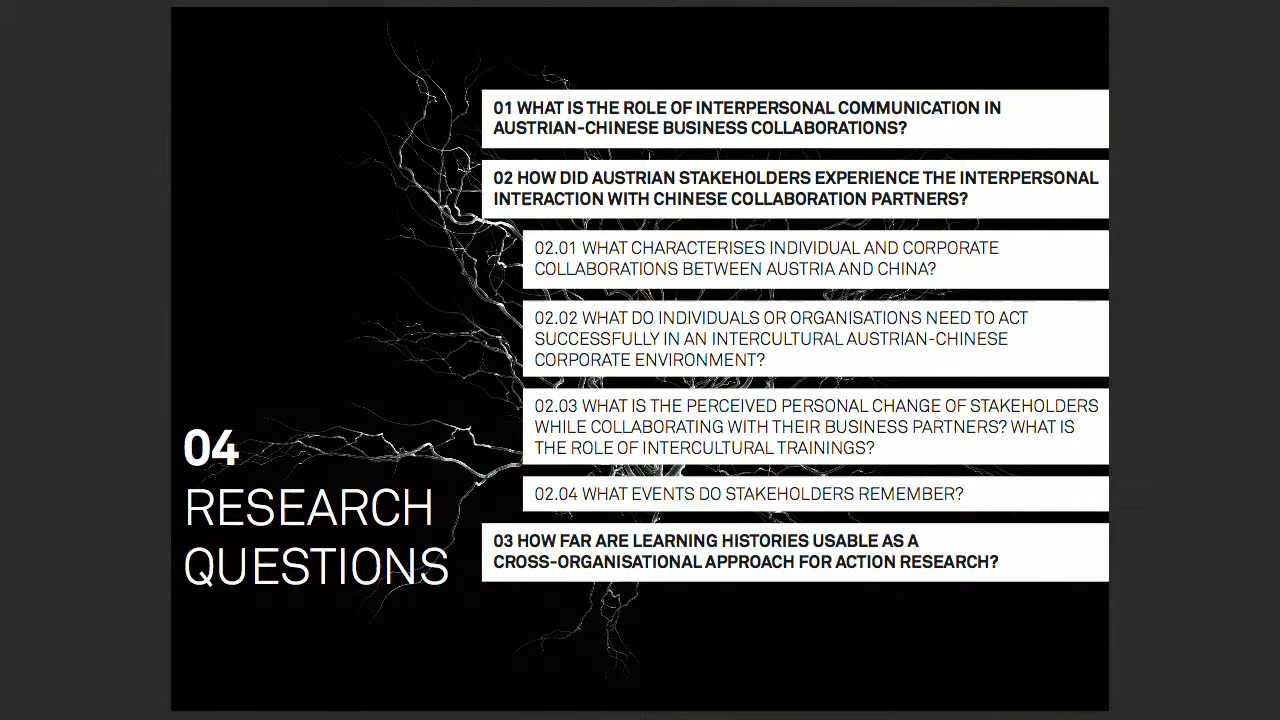 01 WHAT IS THE ROLE OF INTERPERSONAL COMMUNICATION IN
AUSTRIAN-CHINESE BUSINESS COLLABORATIONS?
02 HOW DID AUSTRIAN STAKEHOLDERS EXPERIENCE THE INTERPERSONAL
INTERACTION WITH CHINESE COLLABORATION PARTNERS?
02.01 WHAT CHARACTERISES INDIVIDUAL AND CORPORATE
COLLABORATIONS BETWEEN AUSTRIA AND CHINA?
02.02 WHAT DO INDIVIDUALS OR ORGANISATIONS NEED TO ACT
SUCCESSFULLY IN AN INTERCULTURAL AUSTRIAN-CHINESE
CORPORATE ENVIRONMENT?
02.03 WHAT IS THE PERCEIVED PERSONAL CHANGE OF STAKEHOLDERS
WHILE COLLABORATING WITH THEIR BUSINESS PARTNERS? WHAT IS
THE ROLE OF INTERCULTURAL TRAININGS?
02.04 WHAT EVENTS DO STAKEHOLDERS REMEMBER?
03 HOW FAR ARE LEARNING HISTORIES USABLE AS A
CROSS-ORGANISATIONAL APPROACH FOR ACTION RESEARCH?
04
RESEARCH
QUESTIONS